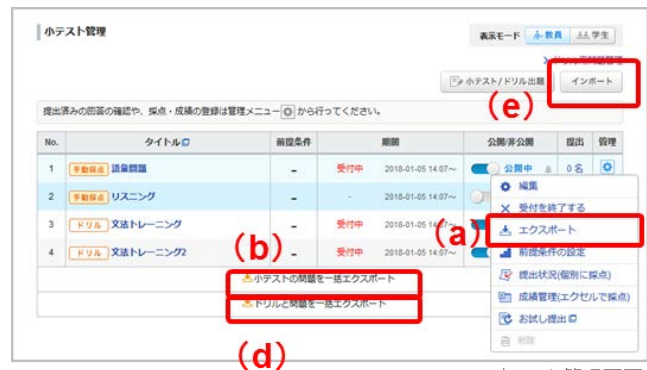 小テスト管理
表示モード 教員 学生
小テスト/ドリル出題 インポート
(e)
提出済みの回答の確認や、採点・成績の登録は管理メニュー から行ってください。
No. タイトル 前提条件 期間 公開/非公開 提出 管理
1 手動採点 語彙問題 - 受付中 2018-01-05 14:07～ 公開中 0名
2 手動採点 リスニング - -
3 ドリル 文法トレーニング - 受付中 2018-01-05 14:07～
4 ドリル 文法トレーニング2 - 受付中 2018-01-05 14:07～
編集
受付を終了する
(a)
エクスポート
前提条件の設定
提出状況(個別に採点)
成績管理(エクセルで採点)
お試し提出
削除
(b)
小テストの問題を一括エクスポート
ドリルと問題を一括エクスポート
(d)